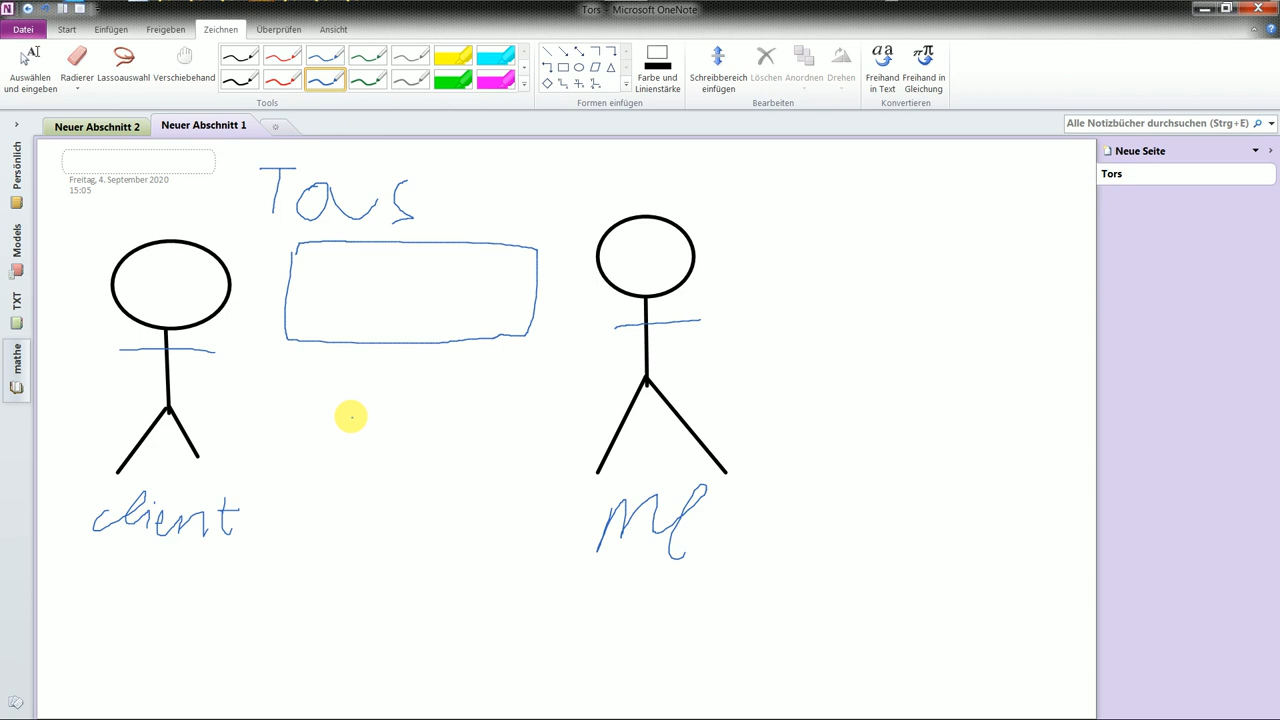 Tors - Microsoft OneNote
Datei Start Einfügen Freigeben Zeichnen Überprüfen Ansicht
Auswählen und eingeben
Radierer
Lassoauswahl
Verschiebehand
Tools
Formen einfügen
Farbe und Linienstärke
Schreibbereich einfügen
Löschen
Anordnen
Drehen
Bearbeiten
Freihand in Text
Freihand in Gleichung
Konvertieren
Neuer Abschnitt 2
Neuer Abschnitt 1
Alle Notizbücher durchsuchen (Strg+E)
Persönlich
Models
TXT
mathe
Neue Seite
Tors
Freitag, 4. September 2020
15:05
Tors
client